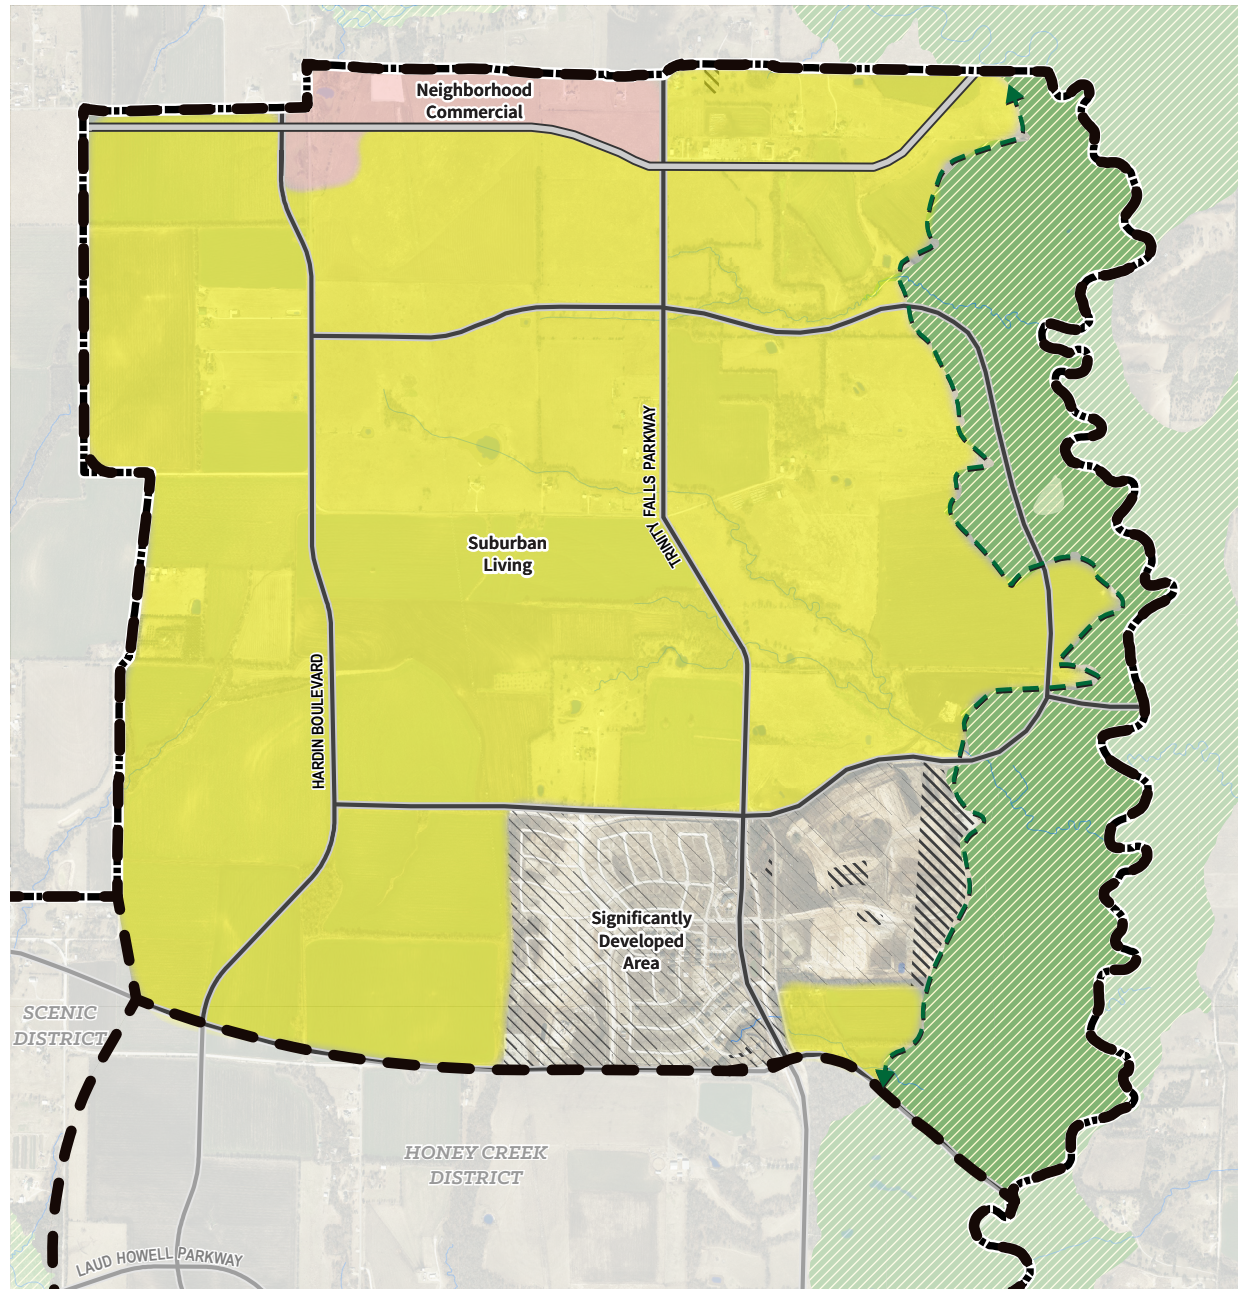 Neighborhood
Commercial
TRINITY FALLS PARKWAY
Suburban
Living
HARDIN BOULEVARD
Significantly
Developed
Area
SCENIC
DISTRICT
HONEY CREEK
DISTRICT
LAUD HOWELL PARKWAY